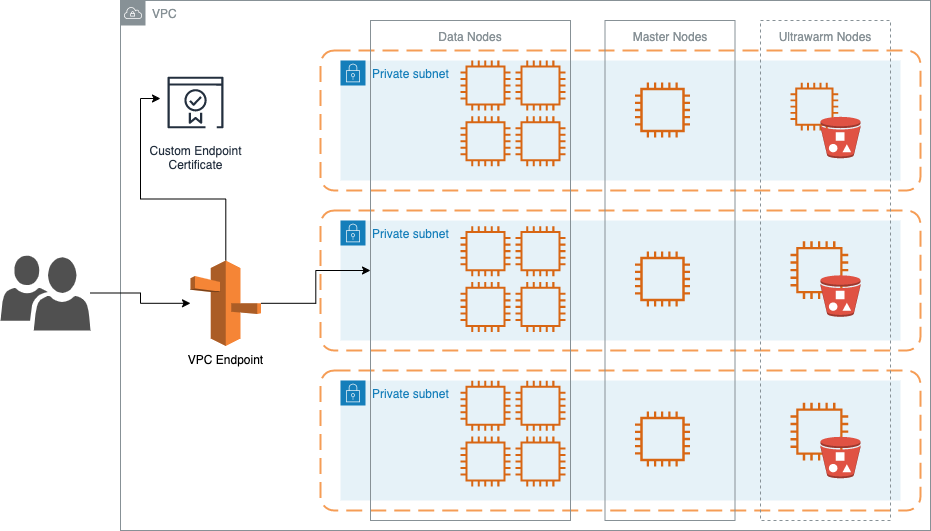 VPC
Data Nodes
Master Nodes
Ultrawarm Nodes
Private subnet
Custom Endpoint
Certificate
Private subnet
VPC Endpoint
Private subnet